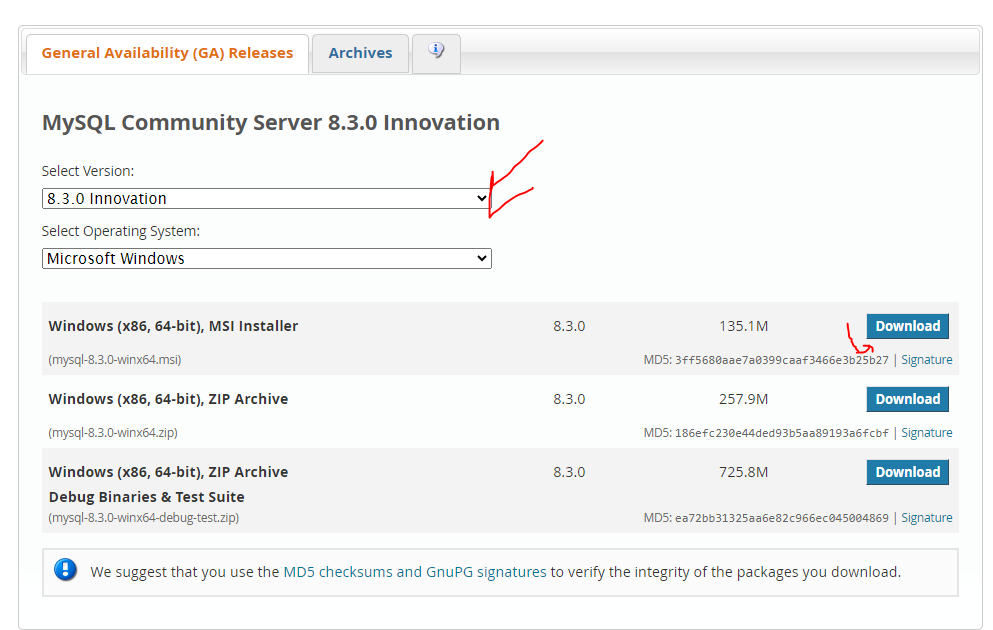 General Availability (GA) Releases
Archives
MySQL Community Server 8.3.0 Innovation
Select Version:
8.3.0 Innovation
Select Operating System:
Microsoft Windows
Windows (x86, 64-bit), MSI Installer 8.3.0 135.1M Download
(mysql-8.3.0-winx64.msi) MD5: 3ff5680aae7a0399caaf3466e3b25b27 | Signature
Windows (x86, 64-bit), ZIP Archive 8.3.0 257.9M Download
(mysql-8.3.0-winx64.zip) MD5: 186efc230e44ded93b5aa89193a6fcbf | Signature
Windows (x86, 64-bit), ZIP Archive 8.3.0 725.8M Download
Debug Binaries & Test Suite
(mysql-8.3.0-winx64-debug-test.zip) MD5: ea72bb31325aa6e82c966ec045004869 | Signature
We suggest that you use the MD5 checksums and GnuPG signatures to verify the integrity of the packages you download.